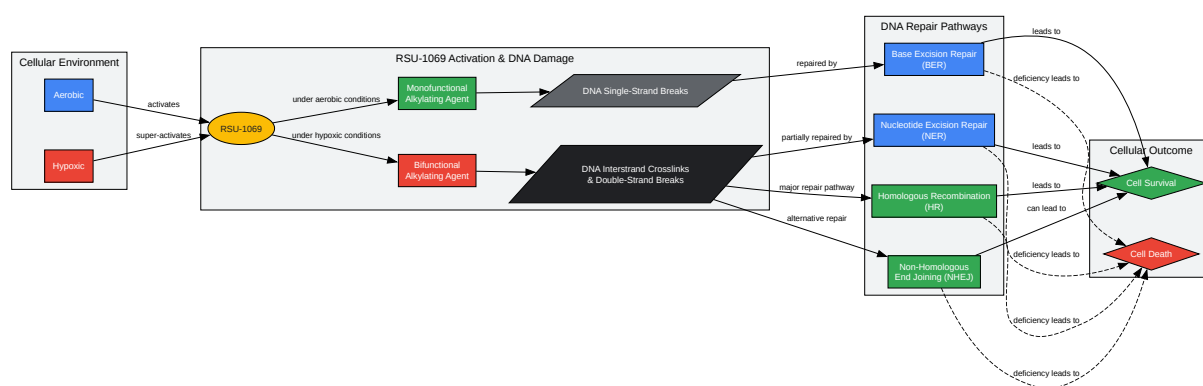 Cellular Environment
Aerobic
Hypoxic
activates
super-activates
RSU-1069 Activation & DNA Damage
RSU-1069
under aerobic conditions
under hypoxic conditions
Monofunctional
Alkylating Agent
Bifunctional
Alkylating Agent
DNA Single-Strand Breaks
DNA Interstrand Crosslinks
& Double-Strand Breaks
repaired by
partially repaired by
major repair pathway
alternative repair
DNA Repair Pathways
Base Excision Repair
(BER)
Nucleotide Excision Repair
(NER)
Homologous Recombination
(HR)
Non-Homologous
End Joining (NHEJ)
leads to
deficiency leads to
leads to
leads to
can lead to
deficiency leads to
deficiency leads to
deficiency leads to
Cellular Outcome
Cell Survival
Cell Death